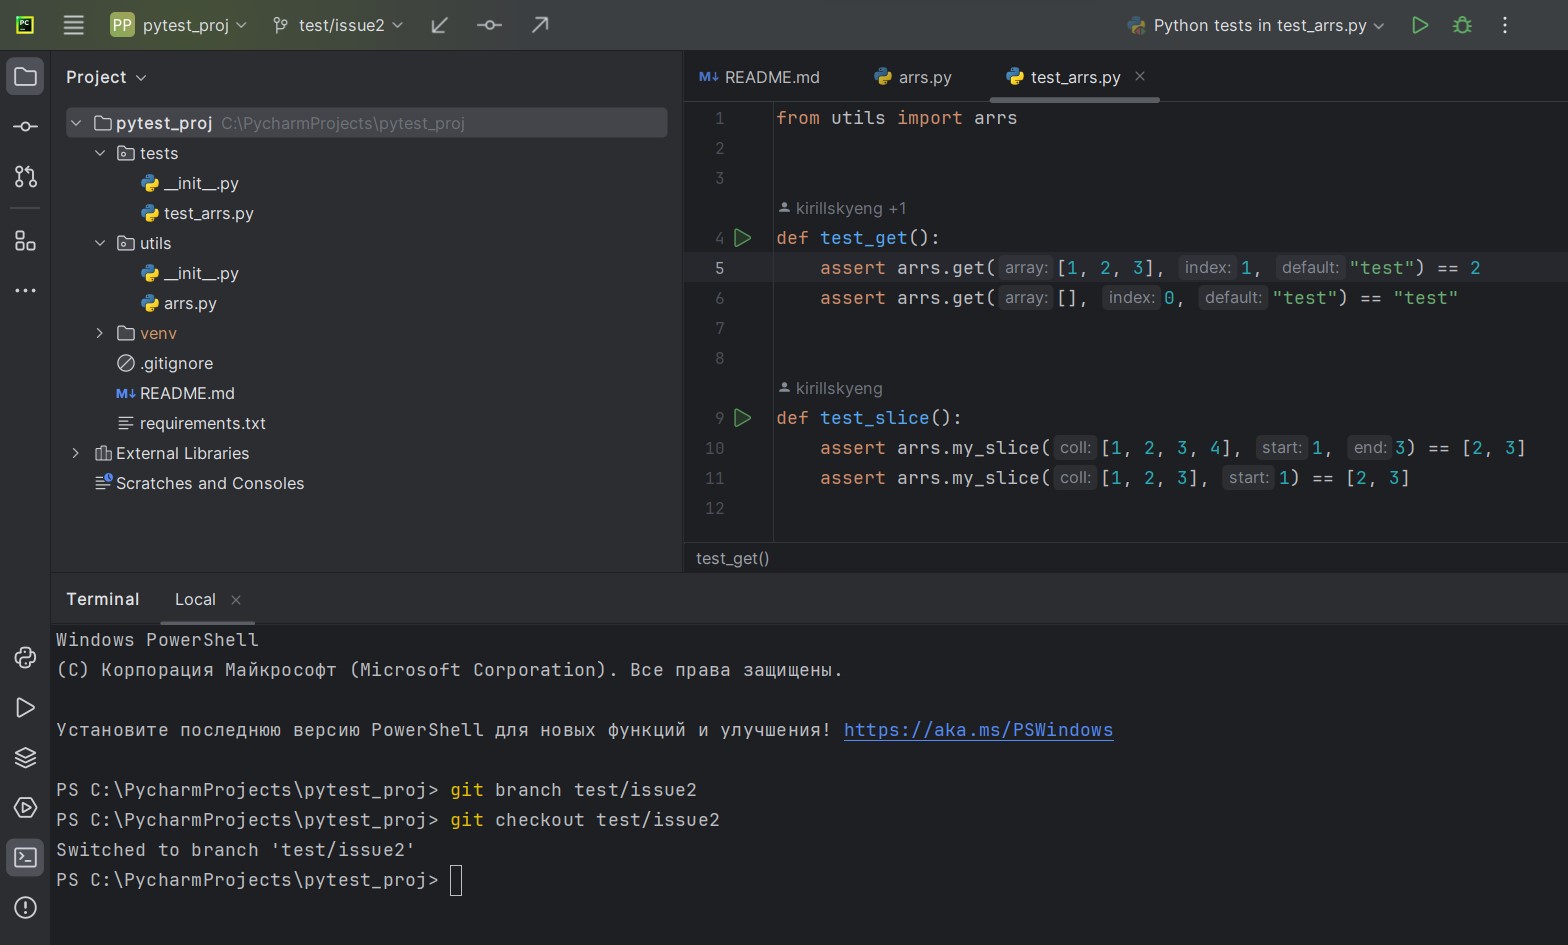 PC
PP pytest_proj test/issue2 Python tests in test_arrs.py
Project
pytest_proj C:\PycharmProjects\pytest_proj
tests
__init__.py
test_arrs.py
utils
__init__.py
arrs.py
venv
.gitignore
M↓ README.md
requirements.txt
External Libraries
Scratches and Consoles
M↓ README.md arrs.py test_arrs.py ×
1 from utils import arrs
2
3
kirillskyeng +1
4 def test_get():
5 assert arrs.get( array: [1, 2, 3], index: 1, default: "test") == 2
6 assert arrs.get( array: [], index: 0, default: "test") == "test"
7
8
kirillskyeng
9 def test_slice():
10 assert arrs.my_slice( coll: [1, 2, 3, 4], start: 1, end: 3) == [2, 3]
11 assert arrs.my_slice( coll: [1, 2, 3], start: 1) == [2, 3]
12
test_get()
Terminal Local ×
Windows PowerShell
(C) Корпорация Майкрософт (Microsoft Corporation). Все права защищены.
Установите последнюю версию PowerShell для новых функций и улучшения! https://aka.ms/PSWindows
PS C:\PycharmProjects\pytest_proj> git branch test/issue2
PS C:\PycharmProjects\pytest_proj> git checkout test/issue2
Switched to branch 'test/issue2'
PS C:\PycharmProjects\pytest_proj>